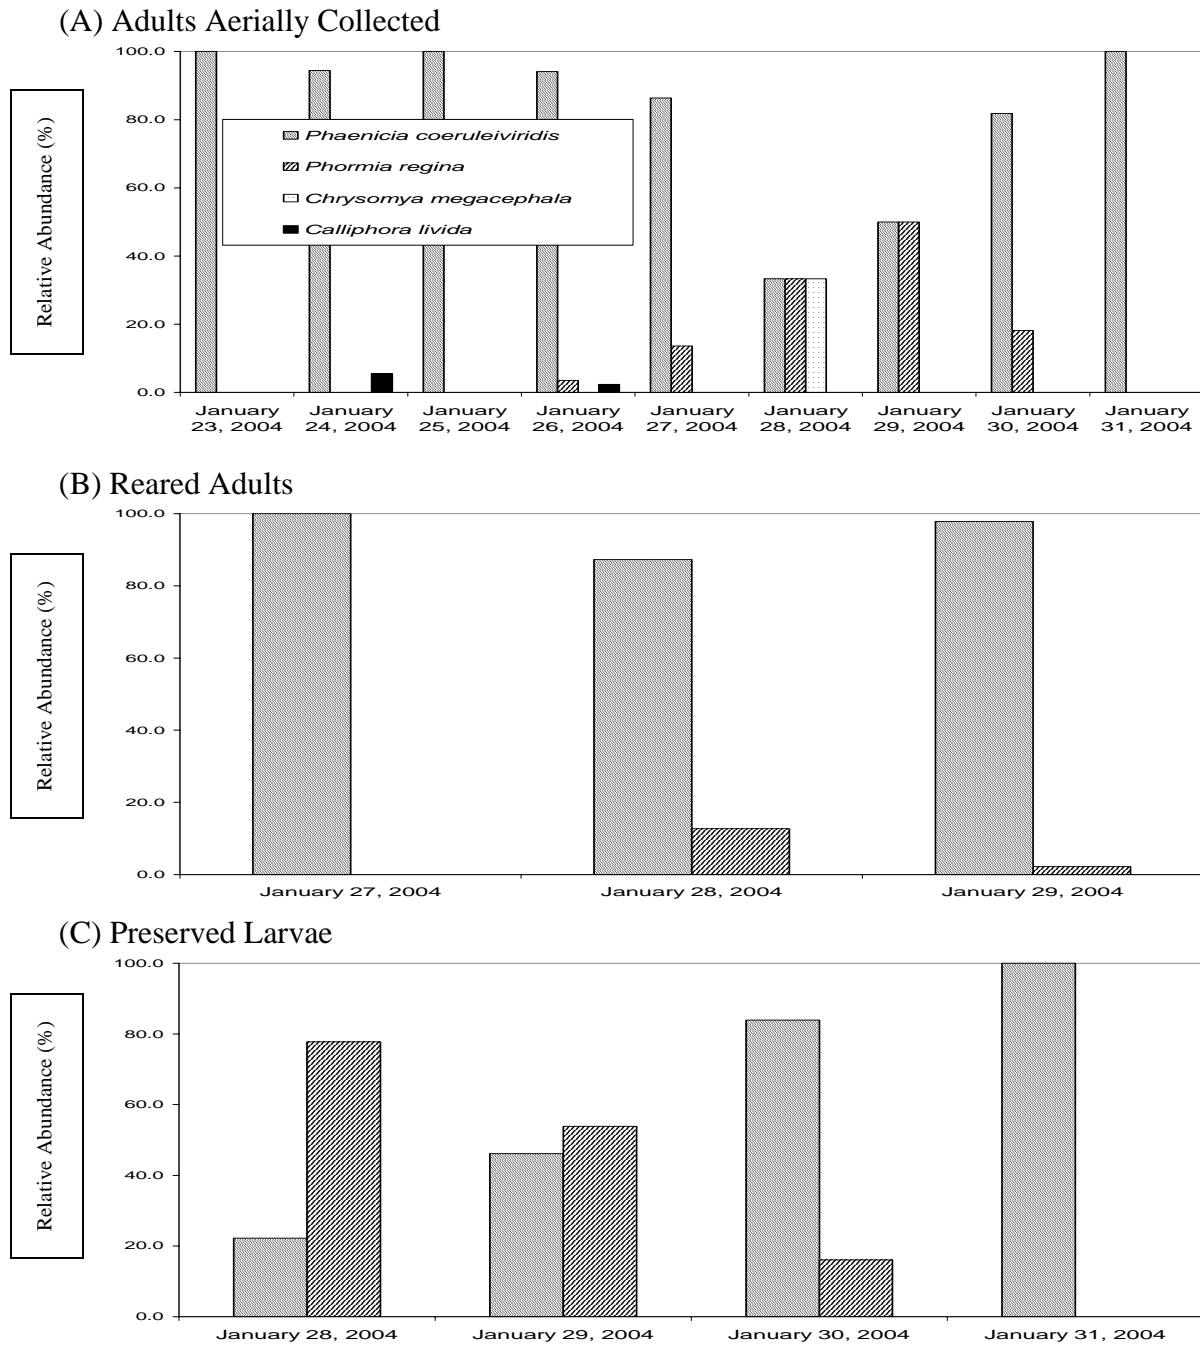 (A) Adults Aerially Collected
Relative Abundance (%)
100.0
80.0
60.0
40.0
20.0
0.0
Phaenicia coeruleiviridis
Phormia regina
Chrysomya megacephala
Calliphora livida
January 23, 2004
January 24, 2004
January 25, 2004
January 26, 2004
January 27, 2004
January 28, 2004
January 29, 2004
January 30, 2004
January 31, 2004
(B) Reared Adults
Relative Abundance (%)
100.0
80.0
60.0
40.0
20.0
0.0
January 27, 2004
January 28, 2004
January 29, 2004
(C) Preserved Larvae
Relative Abundance (%)
100.0
80.0
60.0
40.0
20.0
0.0
January 28, 2004
January 29, 2004
January 30, 2004
January 31, 2004